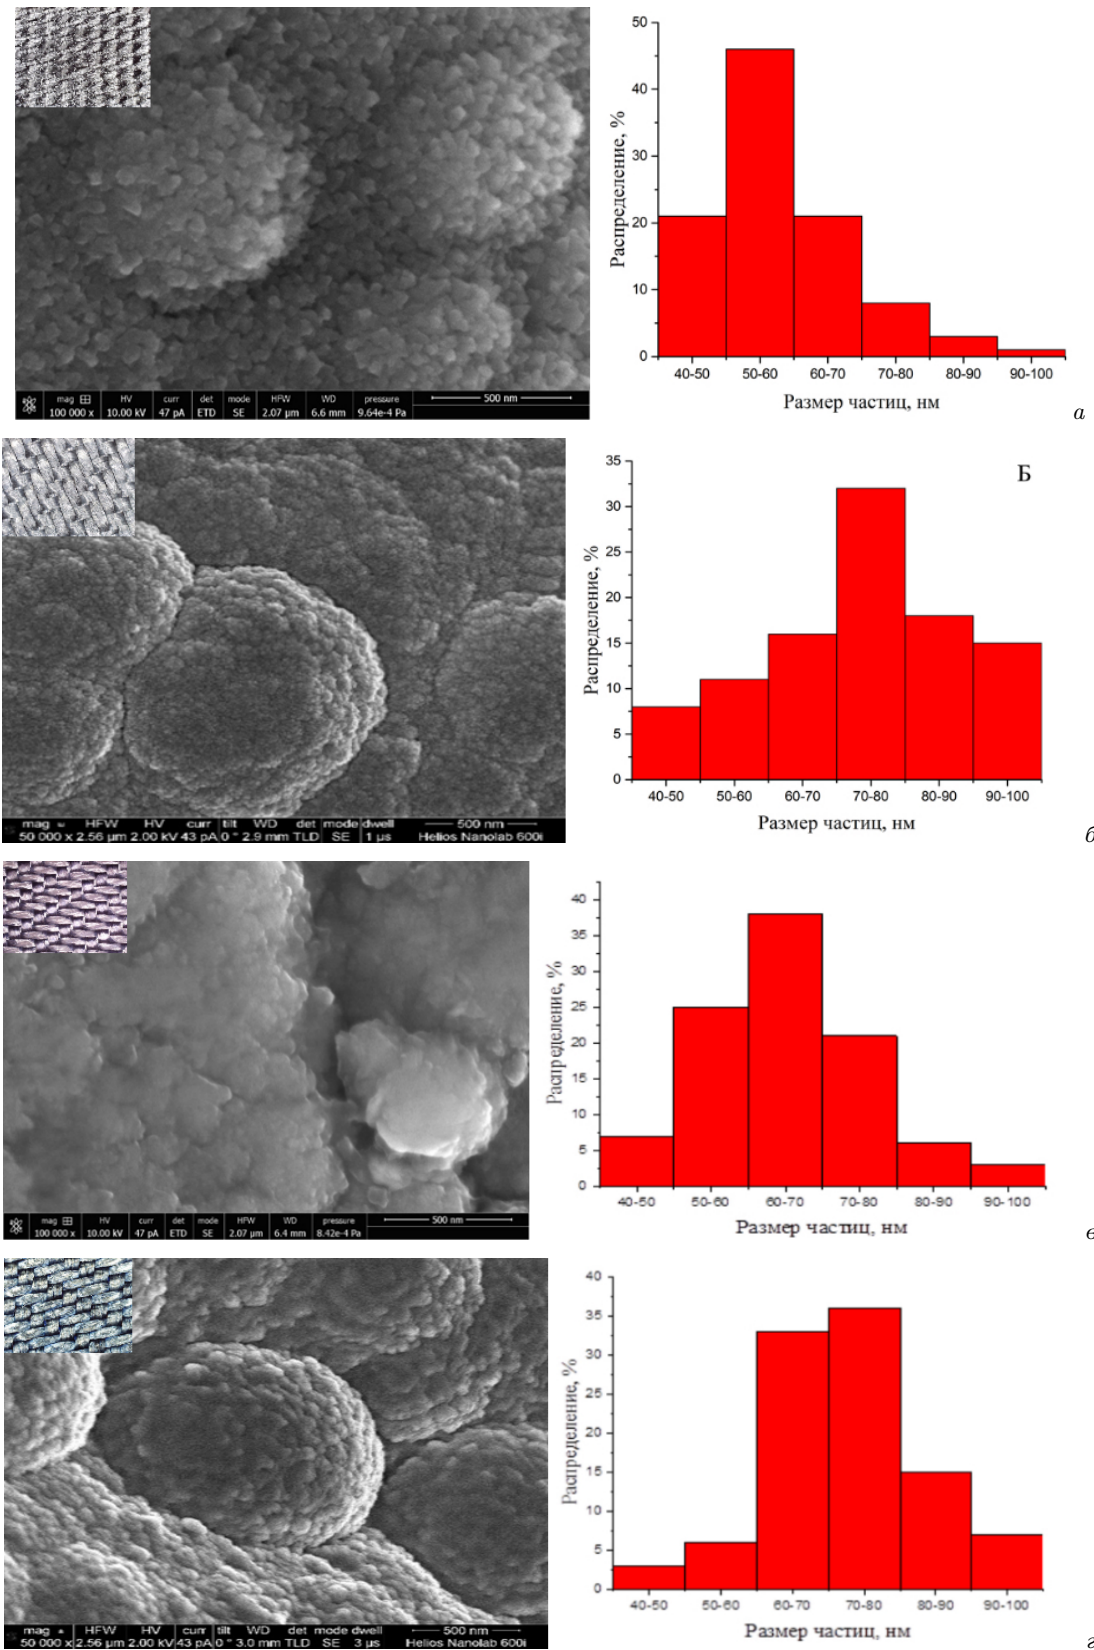 50
40
30
20
10
0
Распределение, %
40-50 50-60 60-70 70-80 80-90 90-100
Размер частиц, нм
mag HV curr det mode HFW WD pressure 500 nm
100 000 x 10.00 kV 47 pA ETD SE 2.07 µm 6.6 mm 9.64e-4 Pa
а
35
30
25
20
15
10
5
0
Б
Распределение, %
40-50 50-60 60-70 70-80 80-90 90-100
Размер частиц, нм
mag HFW HV curr tilt WD det mode dwell 500 nm
50 000 x 2.56 µm 2.00 kV 43 pA 0 ° 2.9 mm TLD SE 1 µs Helios Nanolab 600i
б
40
35
30
25
20
15
10
5
0
Распределение, %
40-50 50-60 60-70 70-80 80-90 90-100
Размер частиц, нм
mag HV curr det mode HFW WD pressure 500 nm
100 000 x 10.00 kV 47 pA ETD SE 2.07 µm 6.4 mm 8.42e-4 Pa
в
40
35
30
25
20
15
10
5
0
Распределение, %
40-50 50-60 60-70 70-80 80-90 90-100
Размер частиц, нм
mag HFW HV curr tilt WD det mode dwell 500 nm
50 000 x 2.56 µm 2.00 kV 43 pA 0 ° 3.0 mm TLD SE 3 µs Helios Nanolab 600i
г